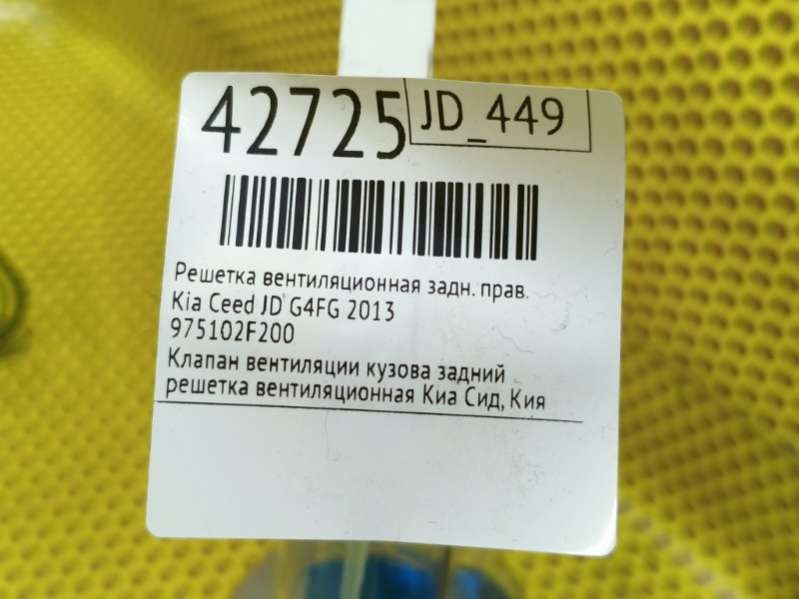 42725 JD_449
Решетка вентиляционная задн. прав.
Kia Ceed JD G4FG 2013
975102F200
Клапан вентиляции кузова задний
решетка вентиляционная Киа Сид, Кия